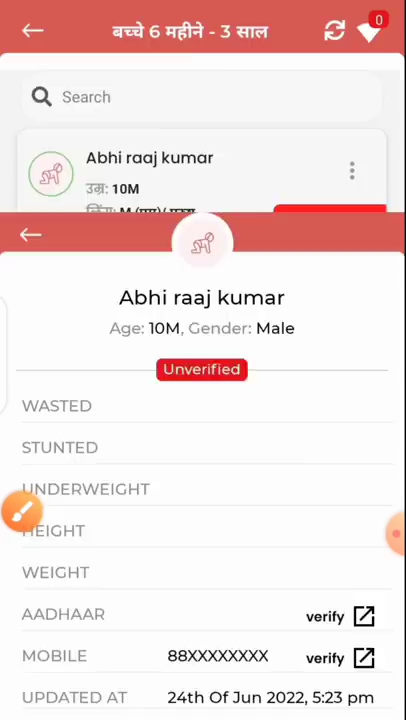 बच्चे 6 महीने - 3 साल
0
Search
Abhi raaj kumar
उम्र: 10M
Abhi raaj kumar
Age: 10M, Gender: Male
Unverified
WASTED
STUNTED
UNDERWEIGHT
HEIGHT
WEIGHT
AADHAAR verify
MOBILE 88XXXXXXXX verify
UPDATED AT 24th Of Jun 2022, 5:23 pm